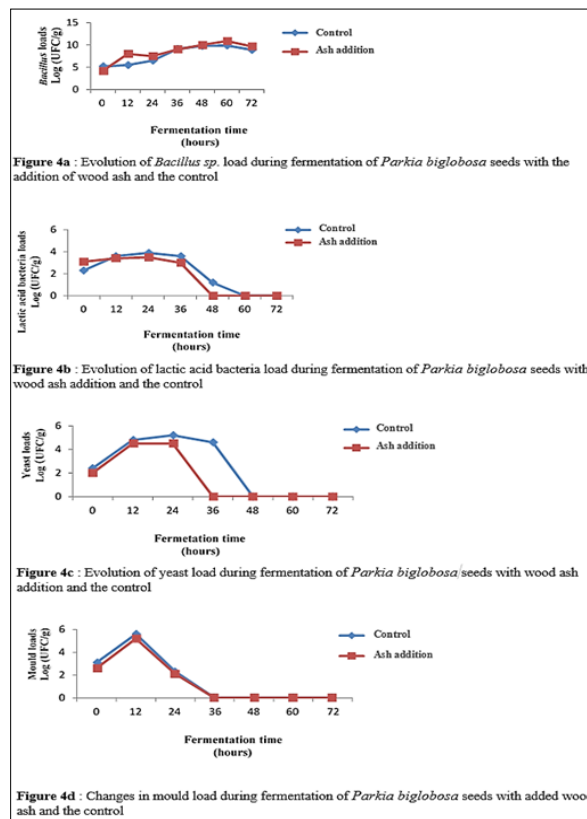 Bacillus loads
Log (UFC/g)
15
10
5
0
0 12 24 36 48 60 72
Fermentation time
(hours)
Control
Ash addition
Figure 4a : Evolution of Bacillus sp. load during fermentation of Parkia biglobosa seeds with the
addition of wood ash and the control
Lactic acid bacteria loads
Log (UFC/g)
6
4
2
0
0 12 24 36 48 60 72
Fermentation time
(hours)
Control
Ash addition
Figure 4b : Evolution of lactic acid bacteria load during fermentation of Parkia biglobosa seeds with
wood ash addition and the control
Yeast loads
Log (UFC/g)
6
4
2
0
0 12 24 36 48 60 72
Fermetation time
(hours)
Control
Ash addition
Figure 4c : Evolution of yeast load during fermentation of Parkia biglobosa seeds with wood ash
addition and the control
Mould loads
Log (UFC/g)
6
4
2
0
0 12 24 36 48 60 72
Fermentation time
(hours)
Control
Ash addition
Figure 4d : Changes in mould load during fermentation of Parkia biglobosa seeds with added wood
ash and the control